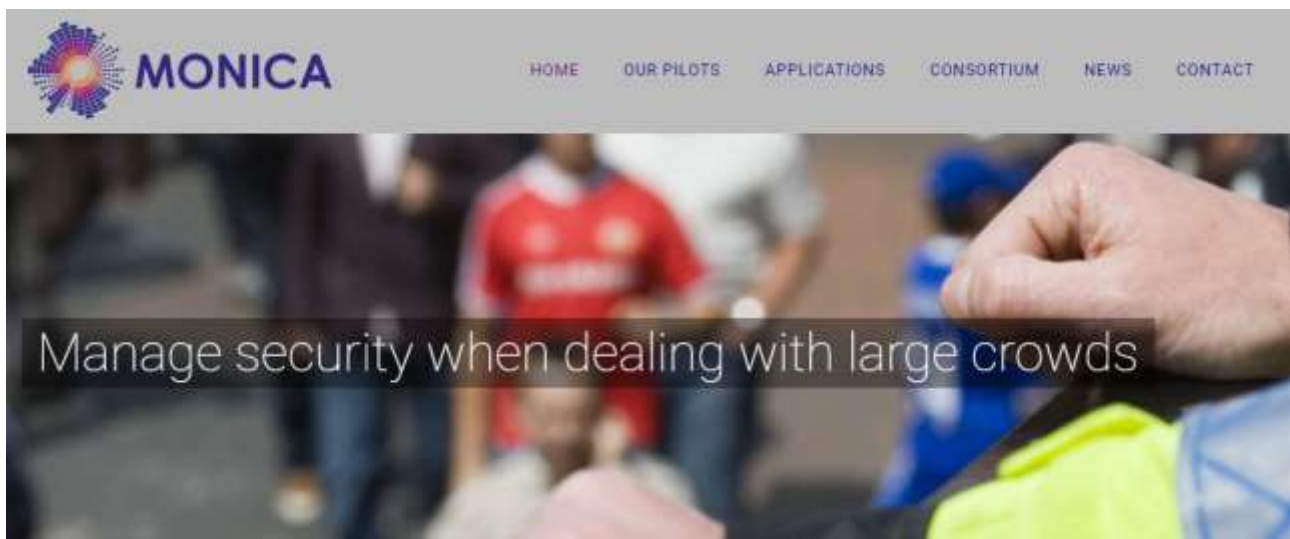 MONICA
HOME OUR PILOTS APPLICATIONS CONSORTIUM NEWS CONTACT
Manage security when dealing with large crowds